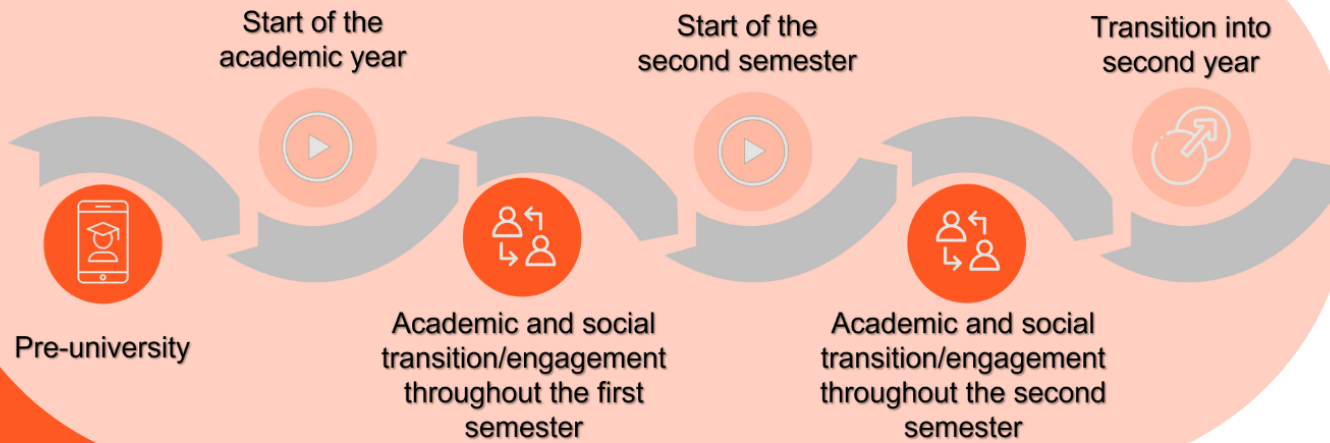 Start of the
academic year
Start of the
second semester
Transition into
second year
Pre-university
Academic and social
transition/engagement
throughout the first
semester
Academic and social
transition/engagement
throughout the second
semester